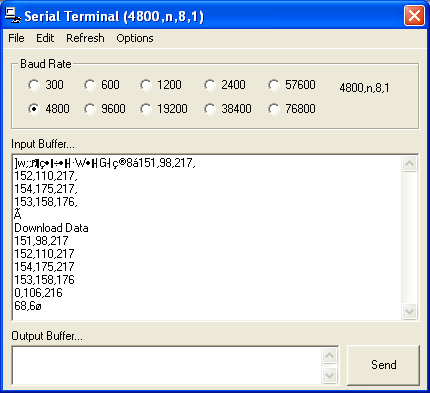 Serial Terminal (4800,n,8,1)
File Edit Refresh Options
Baud Rate
300 600 1200 2400 57600
4800,n,8,1
4800 9600 19200 38400 76800
Input Buffer...
151,98,217,
152,110,217,
154,175,217,
153,158,176,
Ã
Download Data
151,98,217
152,110,217
154,175,217
153,158,176
0,106,216
68,6ø
Output Buffer...
Send